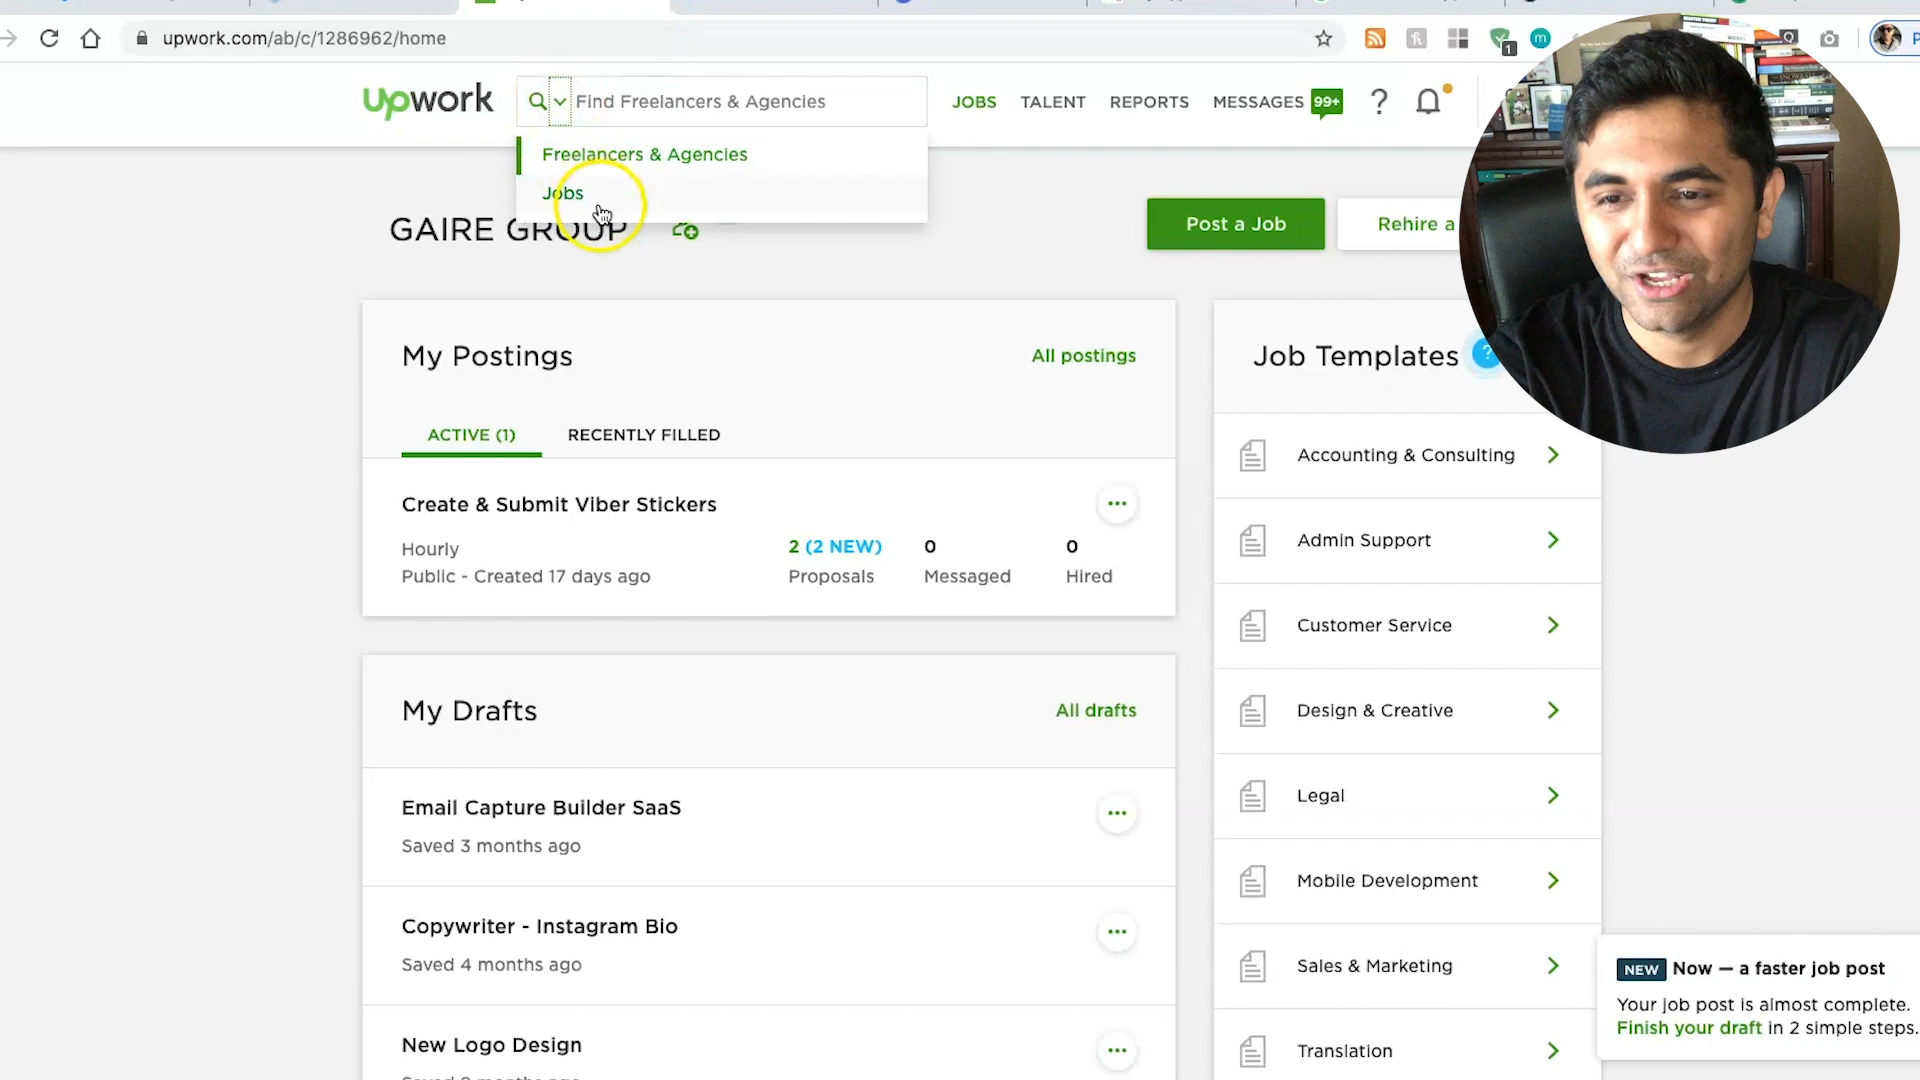 upwork.com/ab/c/1286962/home
1
upwork
Find Freelancers & Agencies
JOBS
TALENT
REPORTS
MESSAGES 99+
Freelancers & Agencies
Jobs
GAIRE GROUP
Post a Job
Rehire a
My Postings
All postings
ACTIVE (1)
RECENTLY FILLED
Create & Submit Viber Stickers
Hourly
Public - Created 17 days ago
2 (2 NEW)
Proposals
0
Messaged
0
Hired
My Drafts
All drafts
Email Capture Builder SaaS
Saved 3 months ago
Copywriter - Instagram Bio
Saved 4 months ago
New Logo Design
Job Templates
Accounting & Consulting
Admin Support
Customer Service
Design & Creative
Legal
Mobile Development
Sales & Marketing
Translation
NEW Now — a faster job post
Your job post is almost complete.
Finish your draft in 2 simple steps.